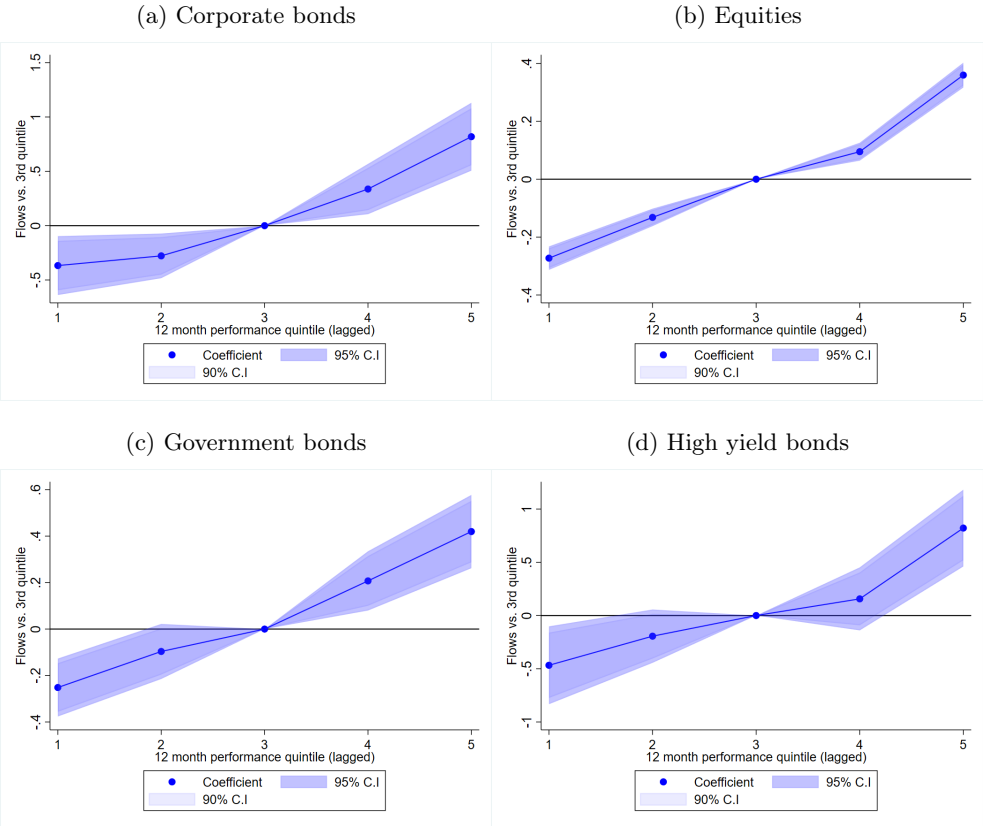 (a) Corporate bonds
Flows vs. 3rd quintile
1.5
1
.5
0
-.5
1 2 3 4 5
12 month performance quintile (lagged)
Coefficient 95% C.I
90% C.I
(b) Equities
Flows vs. 3rd quintile
.4
.2
0
-.2
-.4
1 2 3 4 5
12 month performance quintile (lagged)
Coefficient 95% C.I
90% C.I
(c) Government bonds
Flows vs. 3rd quintile
.6
.4
.2
0
-.2
-.4
1 2 3 4 5
12 month performance quintile (lagged)
Coefficient 95% C.I
90% C.I
(d) High yield bonds
Flows vs. 3rd quintile
1
.5
0
-.5
-1
1 2 3 4 5
12 month performance quintile (lagged)
Coefficient 95% C.I
90% C.I